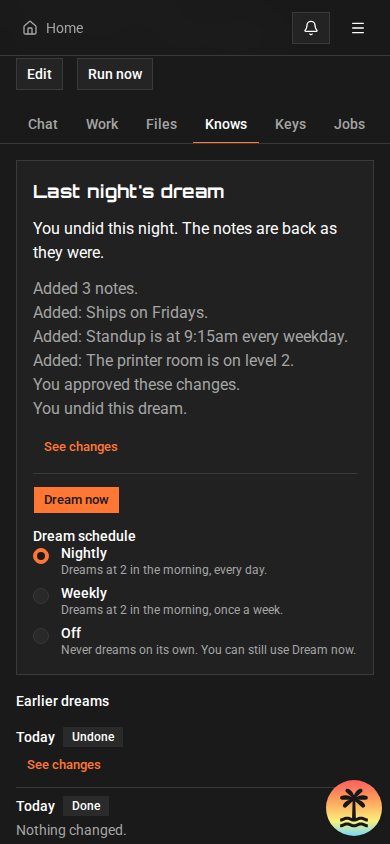 Home
Edit
Run now
Chat
Work
Files
Knows
Keys
Jobs
Last night's dream
You undid this night. The notes are back as
they were.
Added 3 notes.
Added: Ships on Fridays.
Added: Standup is at 9:15am every weekday.
Added: The printer room is on level 2.
You approved these changes.
You undid this dream.
See changes
Dream now
Dream schedule
Nightly
Dreams at 2 in the morning, every day.
Weekly
Dreams at 2 in the morning, once a week.
Off
Never dreams on its own. You can still use Dream now.
Earlier dreams
Today Undone
See changes
Today Done
Nothing changed.